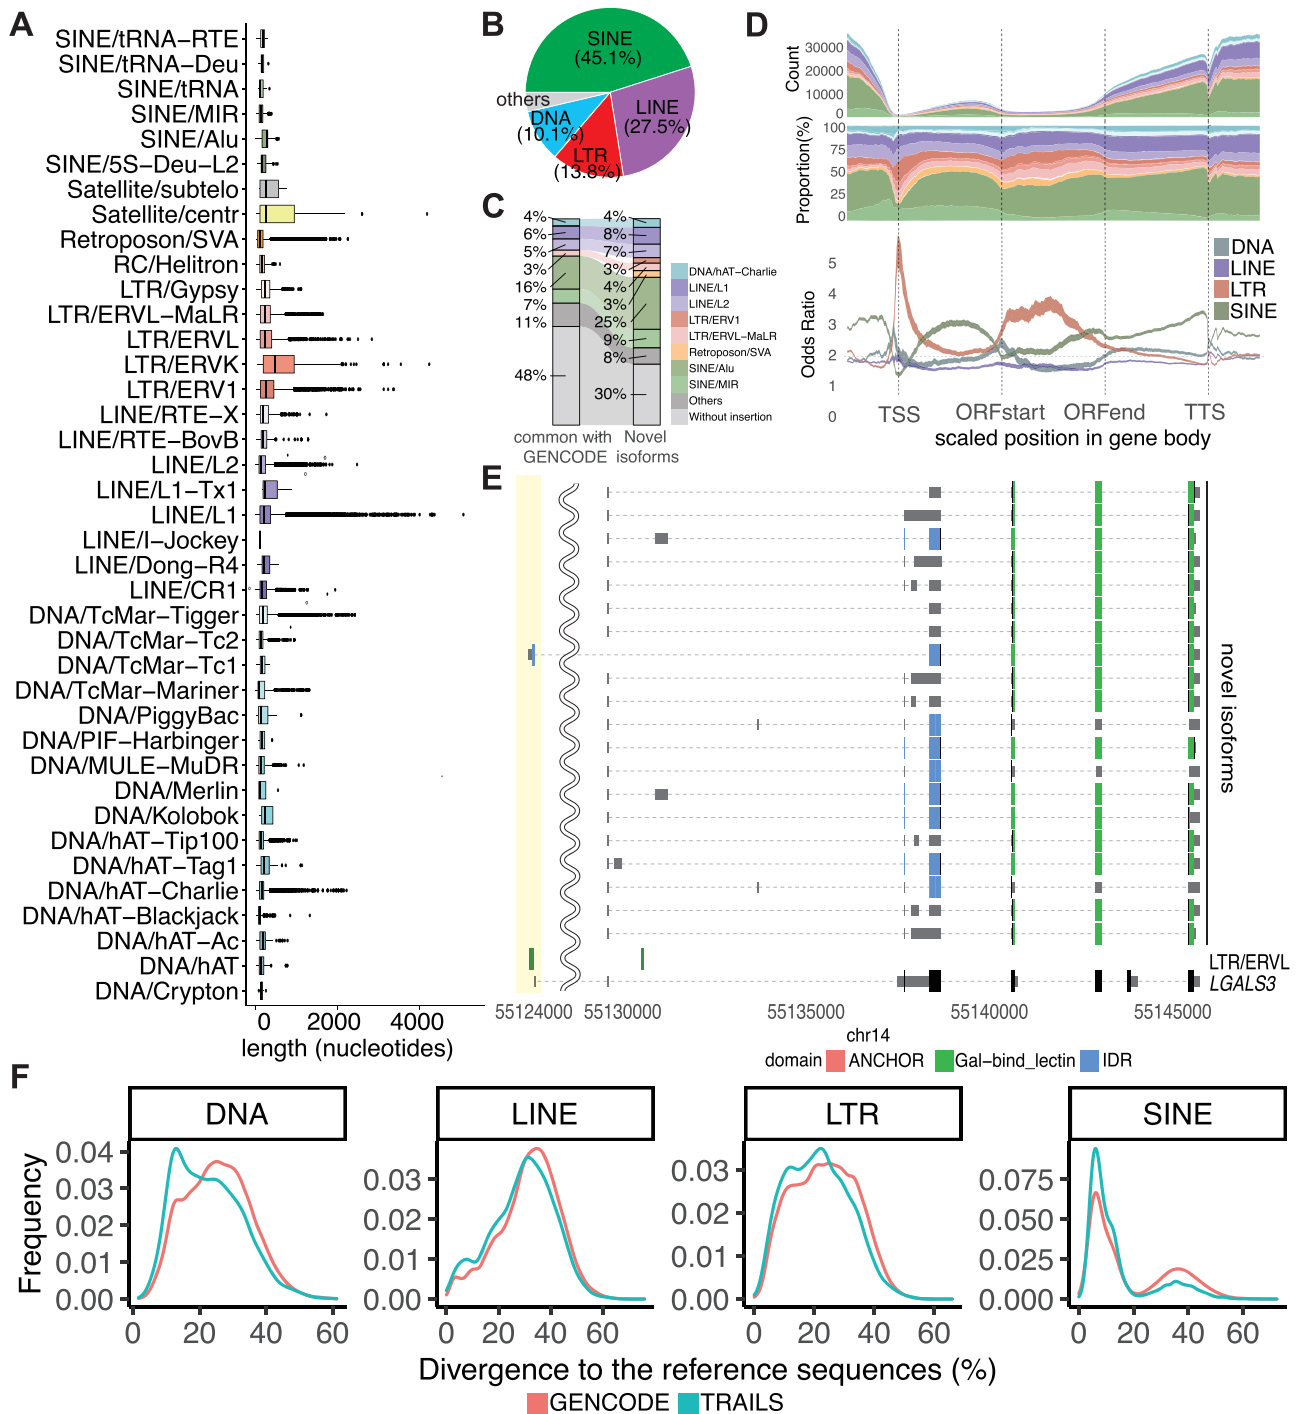 A
SINE/tRNA−RTE
SINE/tRNA−Deu
SINE/tRNA
SINE/MIR
SINE/Alu
SINE/5S−Deu−L2
Satellite/subtelo
Satellite/centr
Retroposon/SVA
RC/Helitron
LTR/Gypsy
LTR/ERVL−MaLR
LTR/ERVL
LTR/ERVK
LTR/ERV1
LINE/RTE−X
LINE/RTE−BovB
LINE/L2
LINE/L1−Tx1
LINE/L1
LINE/I−Jockey
LINE/Dong−R4
LINE/CR1
DNA/TcMar−Tigger
DNA/TcMar−Tc2
DNA/TcMar−Tc1
DNA/TcMar−Mariner
DNA/PiggyBac
DNA/PIF−Harbinger
DNA/MULE−MuDR
DNA/Merlin
DNA/Kolobok
DNA/hAT−Tip100
DNA/hAT−Tag1
DNA/hAT−Charlie
DNA/hAT−Blackjack
DNA/hAT−Ac
DNA/hAT
DNA/Crypton
0 2000 4000
length (nucleotides)
B
SINE
(45.1%)
LINE
(27.5%)
LTR
(13.8%)
DNA
(10.1%)
others
C
4%
6%
5%
3%
16%
7%
11%
48%
4%
8%
7%
3%
4%
3%
25%
9%
8%
30%
common with GENCODE
Novel isoforms
DNA/hAT−Charlie
LINE/L1
LINE/L2
LTR/ERV1
LTR/ERVL−MaLR
Retroposon/SVA
SINE/Alu
SINE/MIR
Others
Without insertion
D
Count
30000
20000
10000
0
Proportion(%)
100
75
50
25
0
Odds Ratio
5
4
3
2
1
0
DNA
LINE
LTR
SINE
TSS ORFstart ORFend TTS
scaled position in gene body
E
novel isoforms
LTR/ERVL
LGALS3
55124000 55130000 55135000 55140000 55145000
chr14
domain ANCHOR Gal−bind_lectin IDR
F
Frequency
DNA
0.04
0.03
0.02
0.01
0.00
0 20 40 60
LINE
0.03
0.02
0.01
0.00
0 20 40 60
LTR
0.03
0.02
0.01
0.00
0 20 40 60
SINE
0.075
0.050
0.025
0.000
0 20 40 60
Divergence to the reference sequences (%)
GENCODE TRAILS